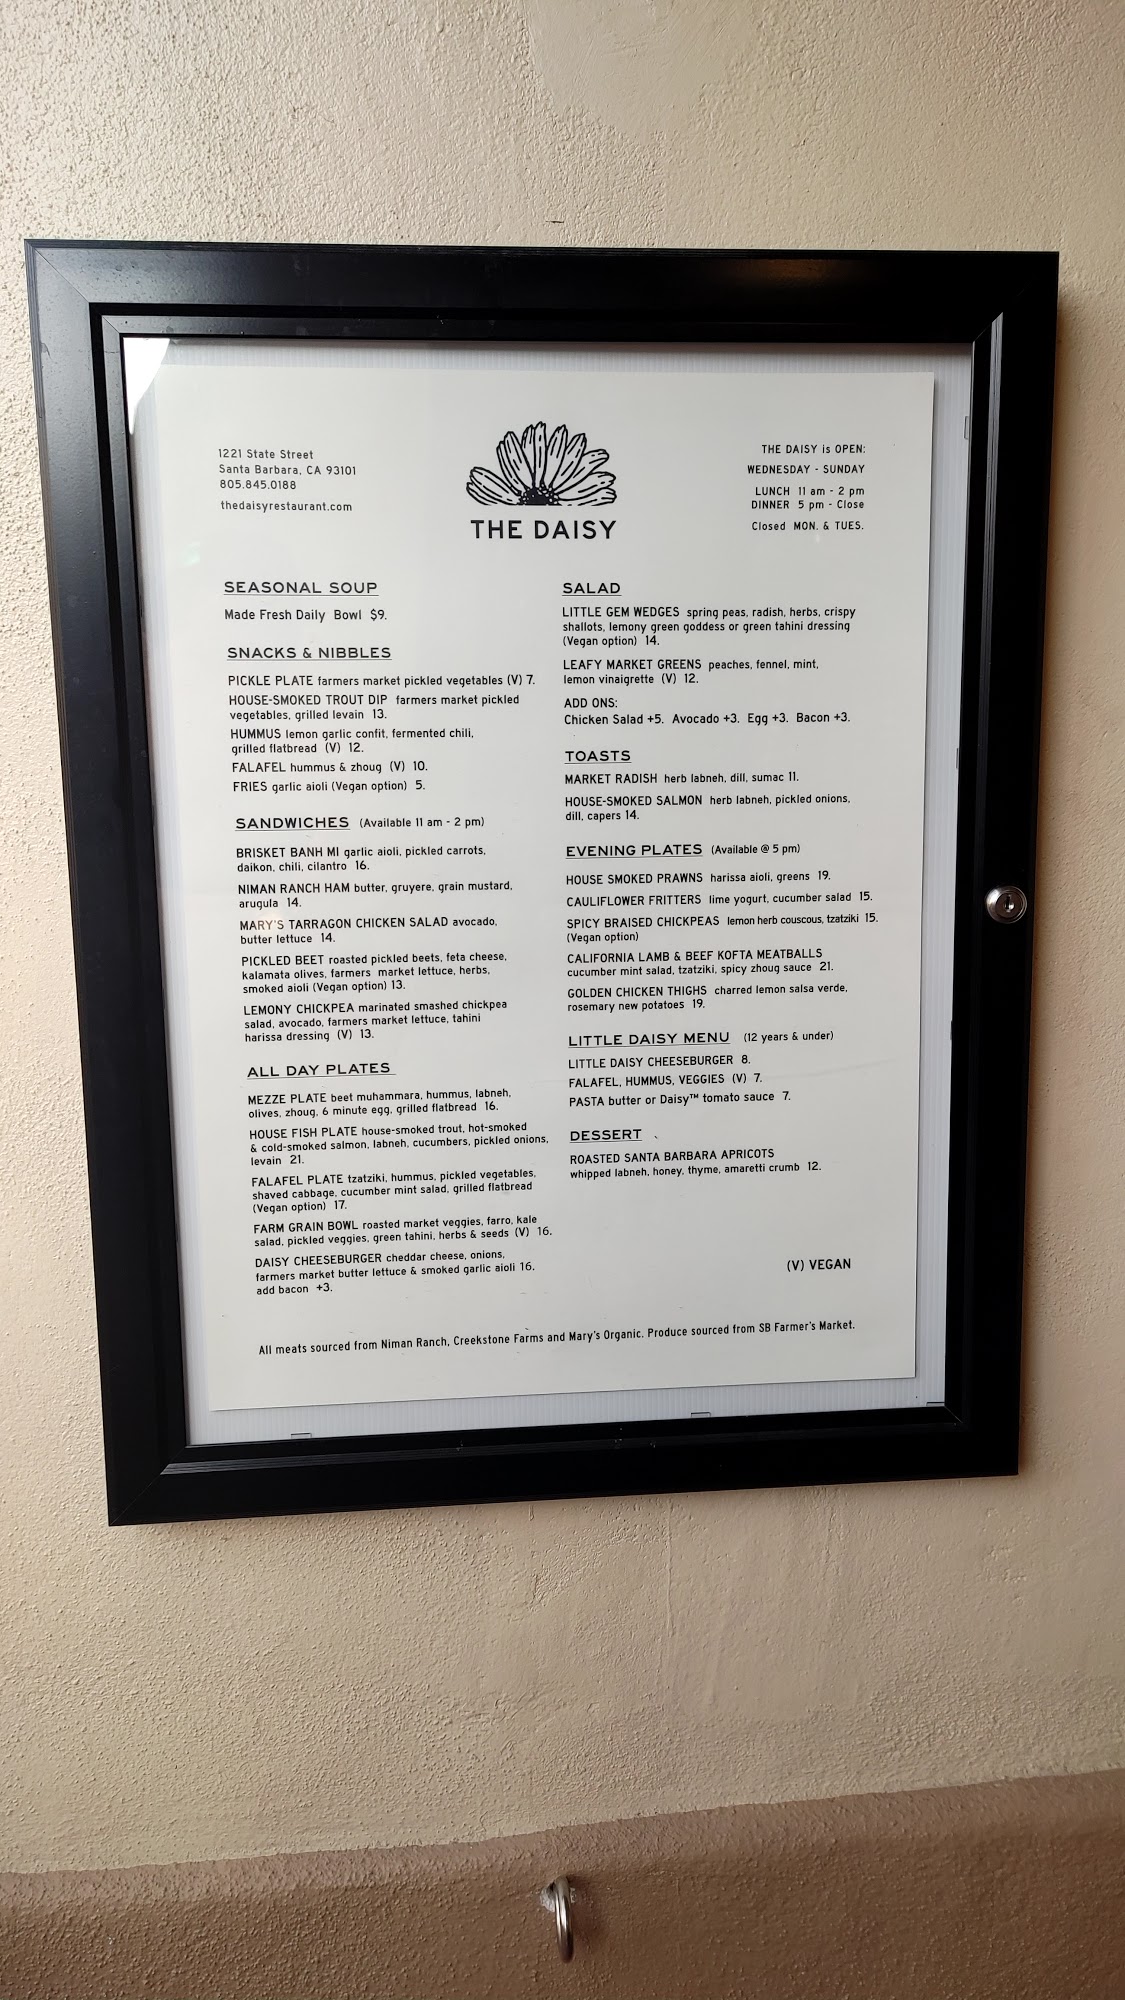 1221 State Street
Santa Barbara, CA 93101
805.845.0188
thedaisyrestaurant.com
THE DAISY
THE DAISY is OPEN:
WEDNESDAY - SUNDAY
LUNCH 11 am - 2 pm
DINNER 5 pm - Close
Closed MON. & TUES.
SEASONAL SOUP
Made Fresh Daily Bowl $9.
SNACKS & NIBBLES
PICKLE PLATE farmers market pickled vegetables (V) 7.
HOUSE-SMOKED TROUT DIP farmers market pickled
vegetables, grilled levain 13.
HUMMUS lemon garlic confit, fermented chili,
grilled flatbread (V) 12.
FALAFEL hummus & zhoug (V) 10.
FRIES garlic aioli (Vegan option) 5.
SANDWICHES (Available 11 am - 2 pm)
BRISKET BANH MI garlic aioli, pickled carrots,
daikon, chili, cilantro 16.
NIMAN RANCH HAM butter, gruyere, grain mustard,
arugula 14.
MARY'S TARRAGON CHICKEN SALAD avocado,
butter lettuce 14.
PICKLED BEET roasted pickled beets, feta cheese,
kalamata olives, farmers market lettuce, herbs,
smoked aioli (Vegan option) 13.
LEMONY CHICKPEA marinated smashed chickpea
salad, avocado, farmers market lettuce, tahini
harissa dressing (V) 13.
ALL DAY PLATES
MEZZE PLATE beet muhammara, hummus, labneh,
olives, zhoug, 6 minute egg, grilled flatbread 16.
HOUSE FISH PLATE house-smoked trout, hot-smoked
& cold-smoked salmon, labneh, cucumbers, pickled onions,
levain 21.
FALAFEL PLATE tzatziki, hummus, pickled vegetables,
shaved cabbage, cucumber mint salad, grilled flatbread
(Vegan option) 17.
FARM GRAIN BOWL roasted market veggies, farro, kale
salad, pickled veggies, green tahini, herbs & seeds (V) 16.
DAISY CHEESEBURGER cheddar cheese, onions,
farmers market butter lettuce & smoked garlic aioli 16.
add bacon +3.
SALAD
LITTLE GEM WEDGES spring peas, radish, herbs, crispy
shallots, lemony green goddess or green tahini dressing
(Vegan option) 14.
LEAFY MARKET GREENS peaches, fennel, mint,
lemon vinaigrette (V) 12.
ADD ONS:
Chicken Salad +5. Avocado +3. Egg +3. Bacon +3.
TOASTS
MARKET RADISH herb labneh, dill, sumac 11.
HOUSE-SMOKED SALMON herb labneh, pickled onions,
dill, capers 14.
EVENING PLATES (Available @ 5 pm)
HOUSE SMOKED PRAWNS harissa aioli, greens 19.
CAULIFLOWER FRITTERS lime yogurt, cucumber salad 15.
SPICY BRAISED CHICKPEAS lemon herb couscous, tzatziki 15.
(Vegan option)
CALIFORNIA LAMB & BEEF KOFTA MEATBALLS
cucumber mint salad, tzatziki, spicy zhoug sauce 21.
GOLDEN CHICKEN THIGHS charred lemon salsa verde,
rosemary new potatoes 19.
LITTLE DAISY MENU (12 years & under)
LITTLE DAISY CHEESEBURGER 8.
FALAFEL, HUMMUS, VEGGIES (V) 7.
PASTA butter or Daisy™ tomato sauce 7.
DESSERT
ROASTED SANTA BARBARA APRICOTS
whipped labneh, honey, thyme, amaretti crumb 12.
(V) VEGAN
All meats sourced from Niman Ranch, Creekstone Farms and Mary's Organic. Produce sourced from SB Farmer's Market.